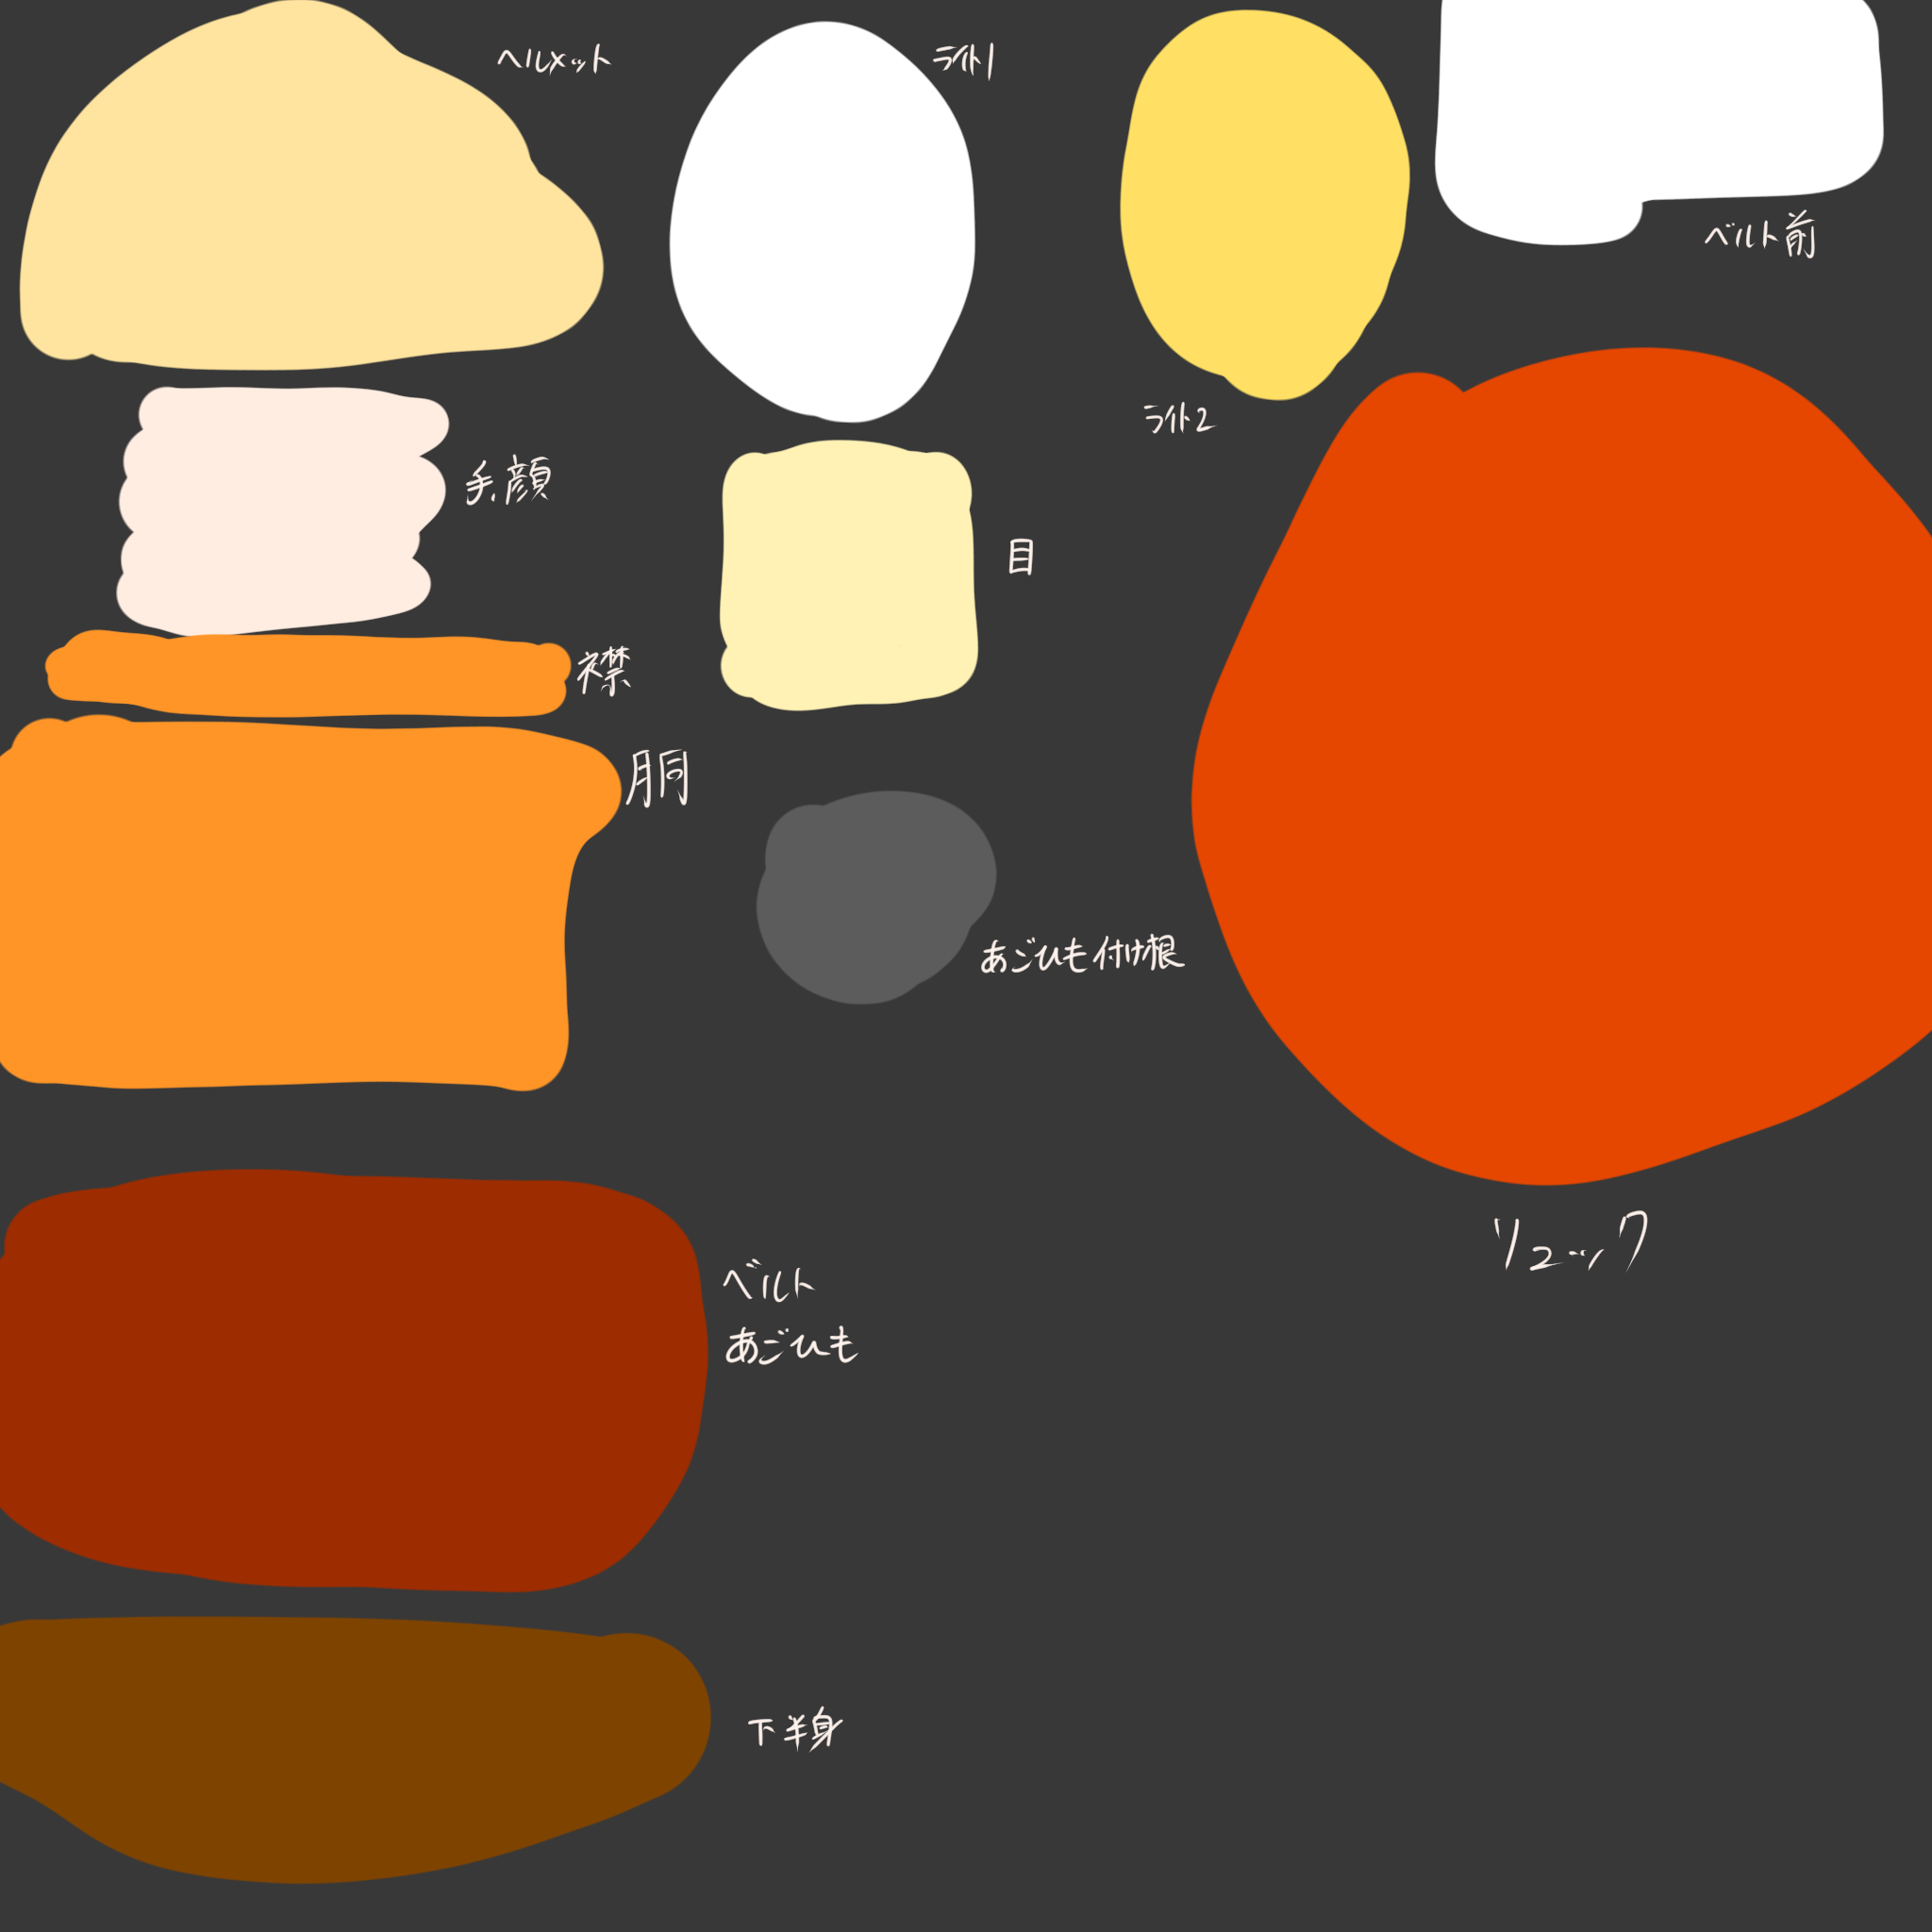 ヘルメット
ライト1
ヘルメ前
ライト2
手、顔
目
襟
胴
あごひも付け根
リュック
ベルト
あごひも
下半身